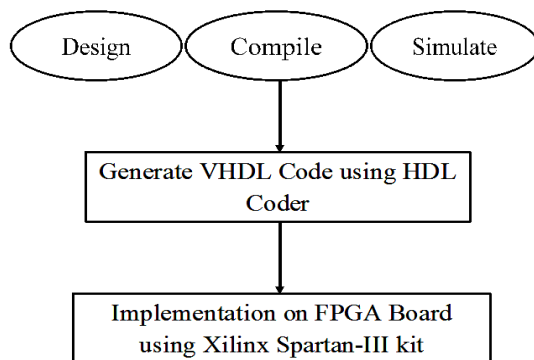 Design
Compile
Simulate
Generate VHDL Code using HDL
Coder
Implementation on FPGA Board
using Xilinx Spartan-III kit